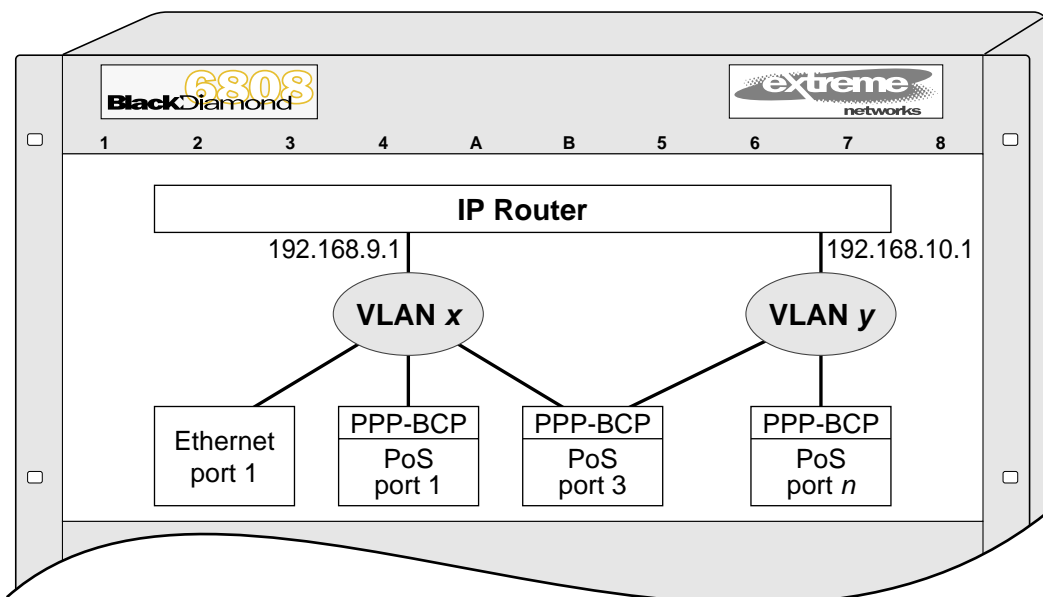 6808
BlackDiamond
extreme
networks
1 2 3 4 A B 5 6 7 8
IP Router
192.168.9.1 192.168.10.1
VLAN x VLAN y
Ethernet
port 1
PPP-BCP
PoS
port 1
PPP-BCP
PoS
port 3
PPP-BCP
PoS
port n